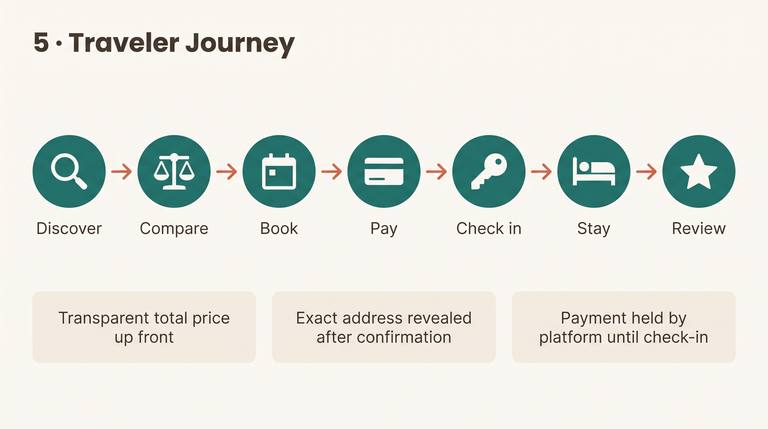 5 · Traveler Journey
Discover
Compare
Book
Pay
Check in
Stay
Review
Transparent total price
up front
Exact address revealed
after confirmation
Payment held by
platform until check-in